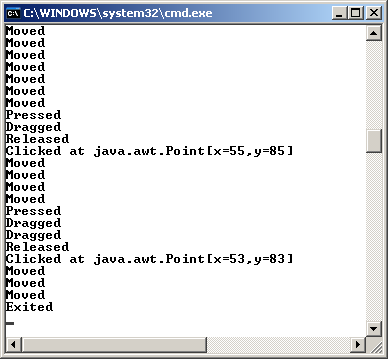 C:\WINDOWS\system32\cmd.exe
Moved
Moved
Moved
Moved
Moved
Moved
Moved
Pressed
Dragged
Released
Clicked at java.awt.Point[x=55,y=85]
Moved
Moved
Moved
Moved
Pressed
Dragged
Dragged
Released
Clicked at java.awt.Point[x=53,y=83]
Moved
Moved
Moved
Exited